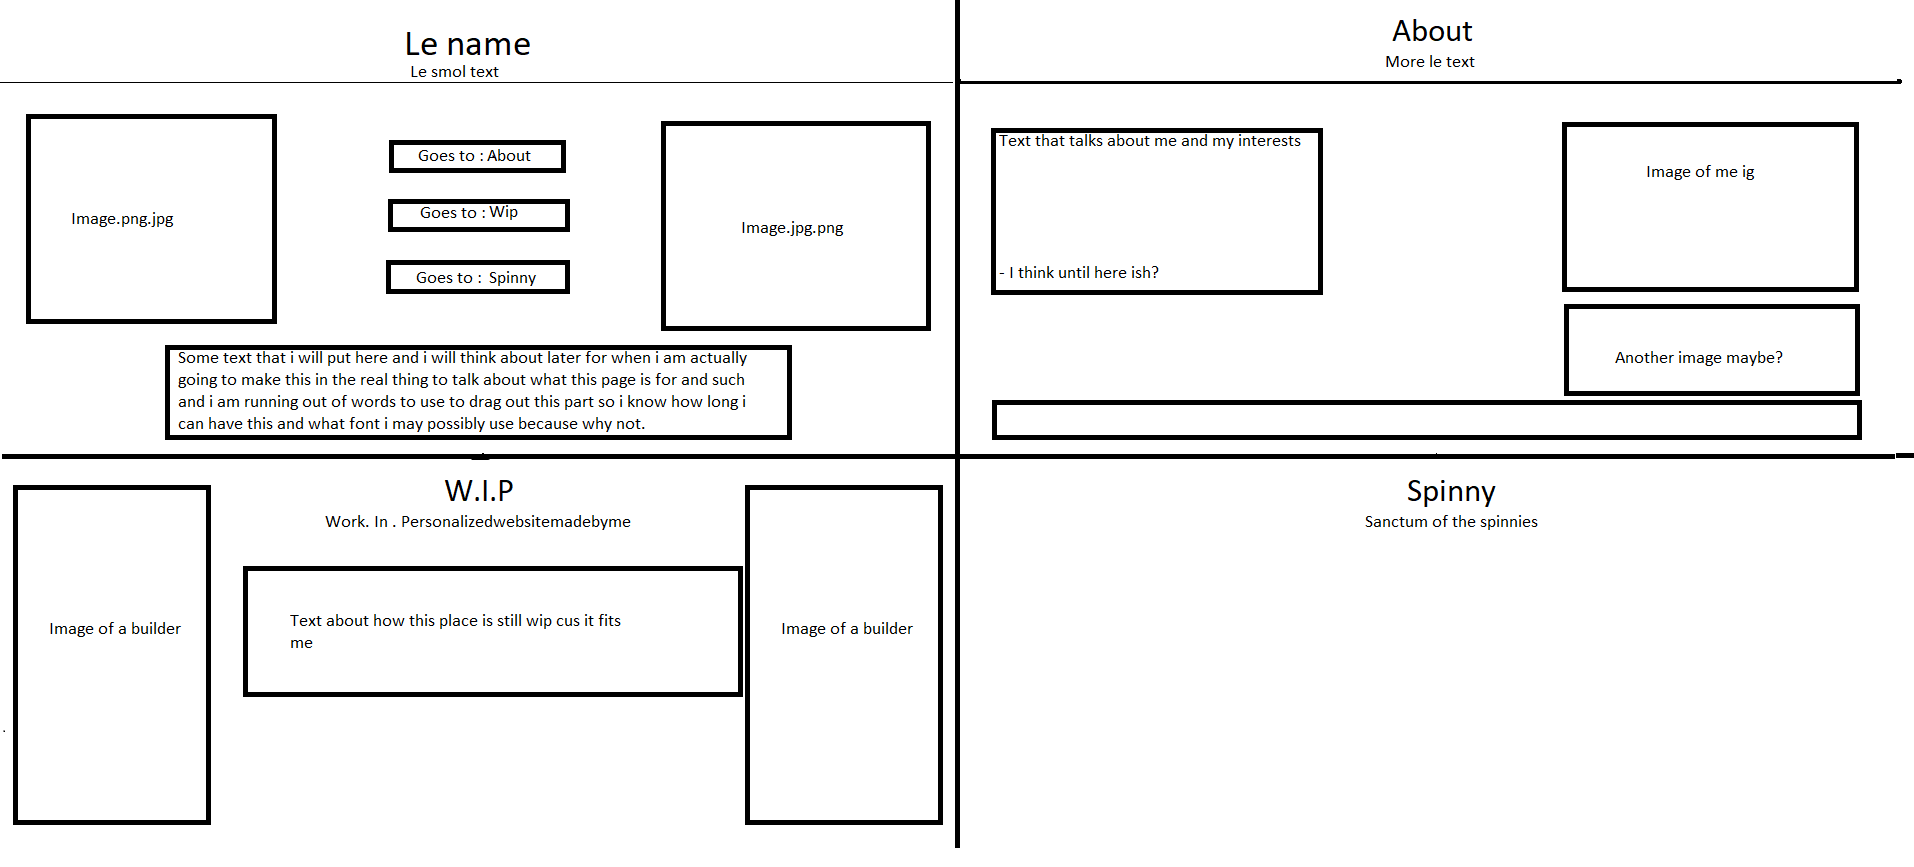 Le name
Le smol text
Image.png.jpg
Goes to : About
Goes to : Wip
Goes to : Spinny
Image.jpg.png
Some text that i will put here and i will think about later for when i am actually
going to make this in the real thing to talk about what this page is for and such
and i am running out of words to use to drag out this part so i know how long i
can have this and what font i may possibly use because why not.
About
More le text
Text that talks about me and my interests
- I think until here ish?
Image of me ig
Another image maybe?
W.I.P
Work. In . Personalizedwebsitemadebyme
Image of a builder
Text about how this place is still wip cus it fits
me
Image of a builder
Spinny
Sanctum of the spinnies